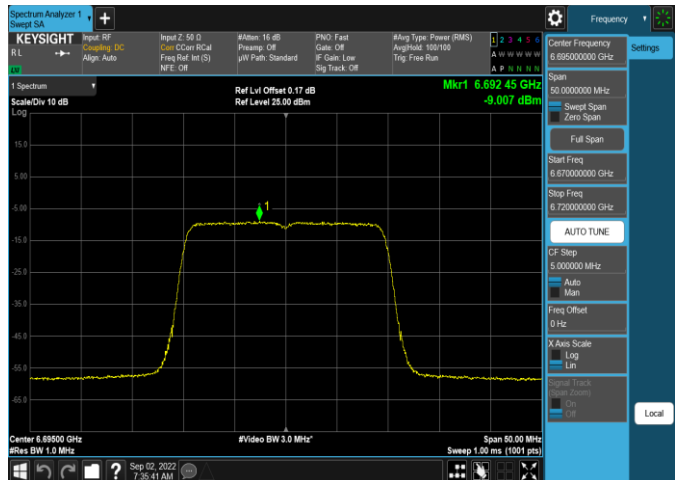 Spectrum Analyzer 1
Swept SA
+
Frequency
KEYSIGHT
Input: RF
Input Z: 50 Ω
#Atten: 16 dB
PNO: Fast
#Avg Type: Power (RMS)
1 2 3 4 5 6
RL
Coupling: DC
Corr CCorr RCal
Preamp: Off
Gate: Off
Avg|Hold: 100/100
A W W W W W
Align: Auto
Freq Ref: Int (S)
µW Path: Standard
IF Gain: Low
Trig: Free Run
NFE: Off
Sig Track: Off
A P N N N N
1 Spectrum
Ref Lvl Offset 0.17 dB
Mkr1 6.692 45 GHz
Scale/Div 10 dB
Ref Level 25.00 dBm
-9.007 dBm
Log
15.0
5.00
-5.00
1
-15.0
-25.0
-35.0
-45.0
-55.0
-65.0
Center 6.69500 GHz
#Video BW 3.0 MHz*
Span 50.00 MHz
#Res BW 1.0 MHz
Sweep 1.00 ms (1001 pts)
Center Frequency
6.695000000 GHz
Settings
Span
50.0000000 MHz
Swept Span
Zero Span
Full Span
Start Freq
6.670000000 GHz
Stop Freq
6.720000000 GHz
AUTO TUNE
CF Step
5.000000 MHz
Auto
Man
Freq Offset
0 Hz
X Axis Scale
Log
Lin
Signal Track
(Span Zoom)
On
Off
Local
?
Sep 02, 2022
7:35:41 AM